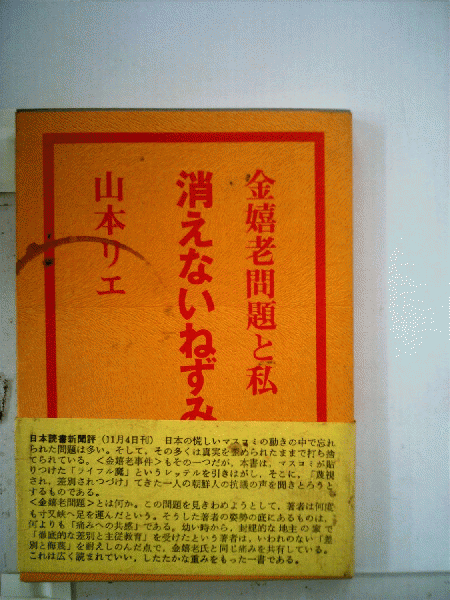 金嬉老問題と私
消えないねずみ
山本リエ
日本読書新聞評（11月4日刊） 日本の慌しいマスコミの動きの中で忘れ
られた問題は多い。そして、その多くは真実を歪められたままで打ち捨
てられている。＜金嬉老事件＞もその一つだが、本書は、マスコミが貼
りつけた「ライフル魔」というレッテルを引きはがし、そこに、「蔑視
され、差別されつづけ」てきた一人の朝鮮人の抗議の声を聞きとろうと
するものである。
＜金嬉老問題＞とは何か。この問題を見きわめようとして、著者は何度
も寸又峡へ足を運んだという。そうした著者の姿勢の底にあるものは、
何よりも「痛みへの共感」である。幼い時から、封建的な地主の家で
「徹底的な差別と主従教育」を受けたという著者は、いわれのない「差
別と侮蔑」を耐えしのんだ点で、金嬉老氏と同じ痛みを共有している。
これは広く読まれていい、したたかな重みをもった一書である。